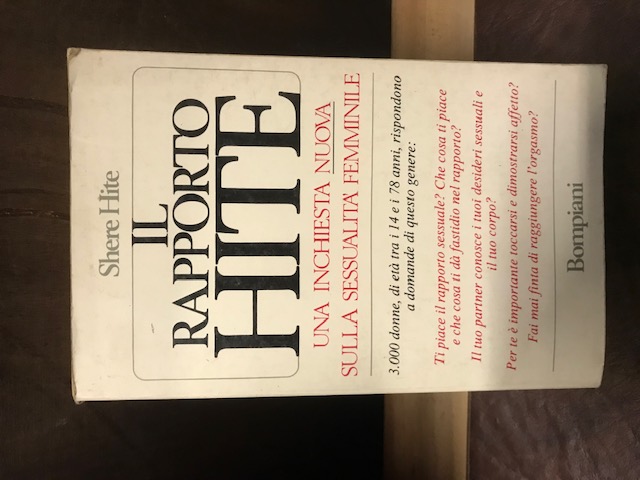 Shere Hite
IL
RAPPORTO
HITE
UNA INCHIESTA NUOVA
SULLA SESSUALITA' FEMMINILE
3.000 donne, di età tra i 14 e i 78 anni, rispondono
a domande di questo genere:
Ti piace il rapporto sessuale? Che cosa ti piace
e che cosa ti dà fastidio nel rapporto?
Il tuo partner conosce i tuoi desideri sessuali e
il tuo corpo?
Per te è importante toccarsi e dimostrarsi affetto?
Fai mai finta di raggiungere l'orgasmo?
Bompiani